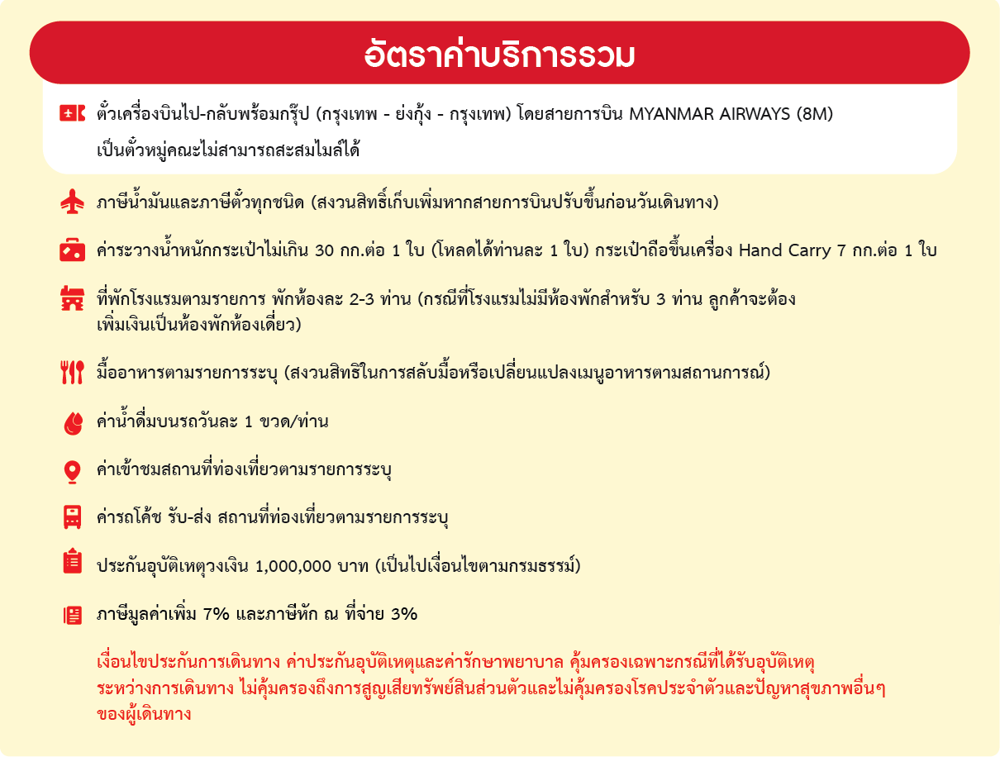 อัตราค่าบริการรวม
ตั๋วเครื่องบินไป-กลับพร้อมกรุ๊ป (กรุงเทพ - ย่งกุ้ง - กรุงเทพ) โดยสายการบิน MYANMAR AIRWAYS (8M)
เป็นตั๋วหมู่คณะไม่สามารถสะสมไมล์ได้
ภาษีน้ำมันและภาษีตั๋วทุกชนิด (สงวนสิทธิ์เก็บเพิ่มหากสายการบินปรับขึ้นก่อนวันเดินทาง)
ค่าระวางน้ำหนักกระเป๋าไม่เกิน 30 กก.ต่อ 1 ใบ (โหลดได้ท่านละ 1 ใบ) กระเป๋าถือขึ้นเครื่อง Hand Carry 7 กก.ต่อ 1 ใบ
ที่พักโรงแรมตามรายการ พักห้องละ 2-3 ท่าน (กรณีที่โรงแรมไม่มีห้องพักสำหรับ 3 ท่าน ลูกค้าจะต้อง
เพิ่มเงินเป็นห้องพักห้องเดี่ยว)
มื้ออาหารตามรายการระบุ (สงวนสิทธิในการสลับมื้อหรือเปลี่ยนแปลงเมนูอาหารตามสถานการณ์)
ค่าน้ำดื่มบนรถวันละ 1 ขวด/ท่าน
ค่าเข้าชมสถานที่ท่องเที่ยวตามรายการระบุ
ค่ารถโค้ช รับ-ส่ง สถานที่ท่องเที่ยวตามรายการระบุ
ประกันอุบัติเหตุวงเงิน 1,000,000 บาท (เป็นไปเงื่อนไขตามกรมธรรม์)
ภาษีมูลค่าเพิ่ม 7% และภาษีหัก ณ ที่จ่าย 3%
เงื่อนไขประกันการเดินทาง ค่าประกันอุบัติเหตุและค่ารักษาพยาบาล คุ้มครองเฉพาะกรณีที่ได้รับอุบัติเหตุ
ระหว่างการเดินทาง ไม่คุ้มครองถึงการสูญเสียทรัพย์สินส่วนตัวและไม่คุ้มครองโรคประจำตัวและปัญหาสุขภาพอื่นๆ
ของผู้เดินทาง